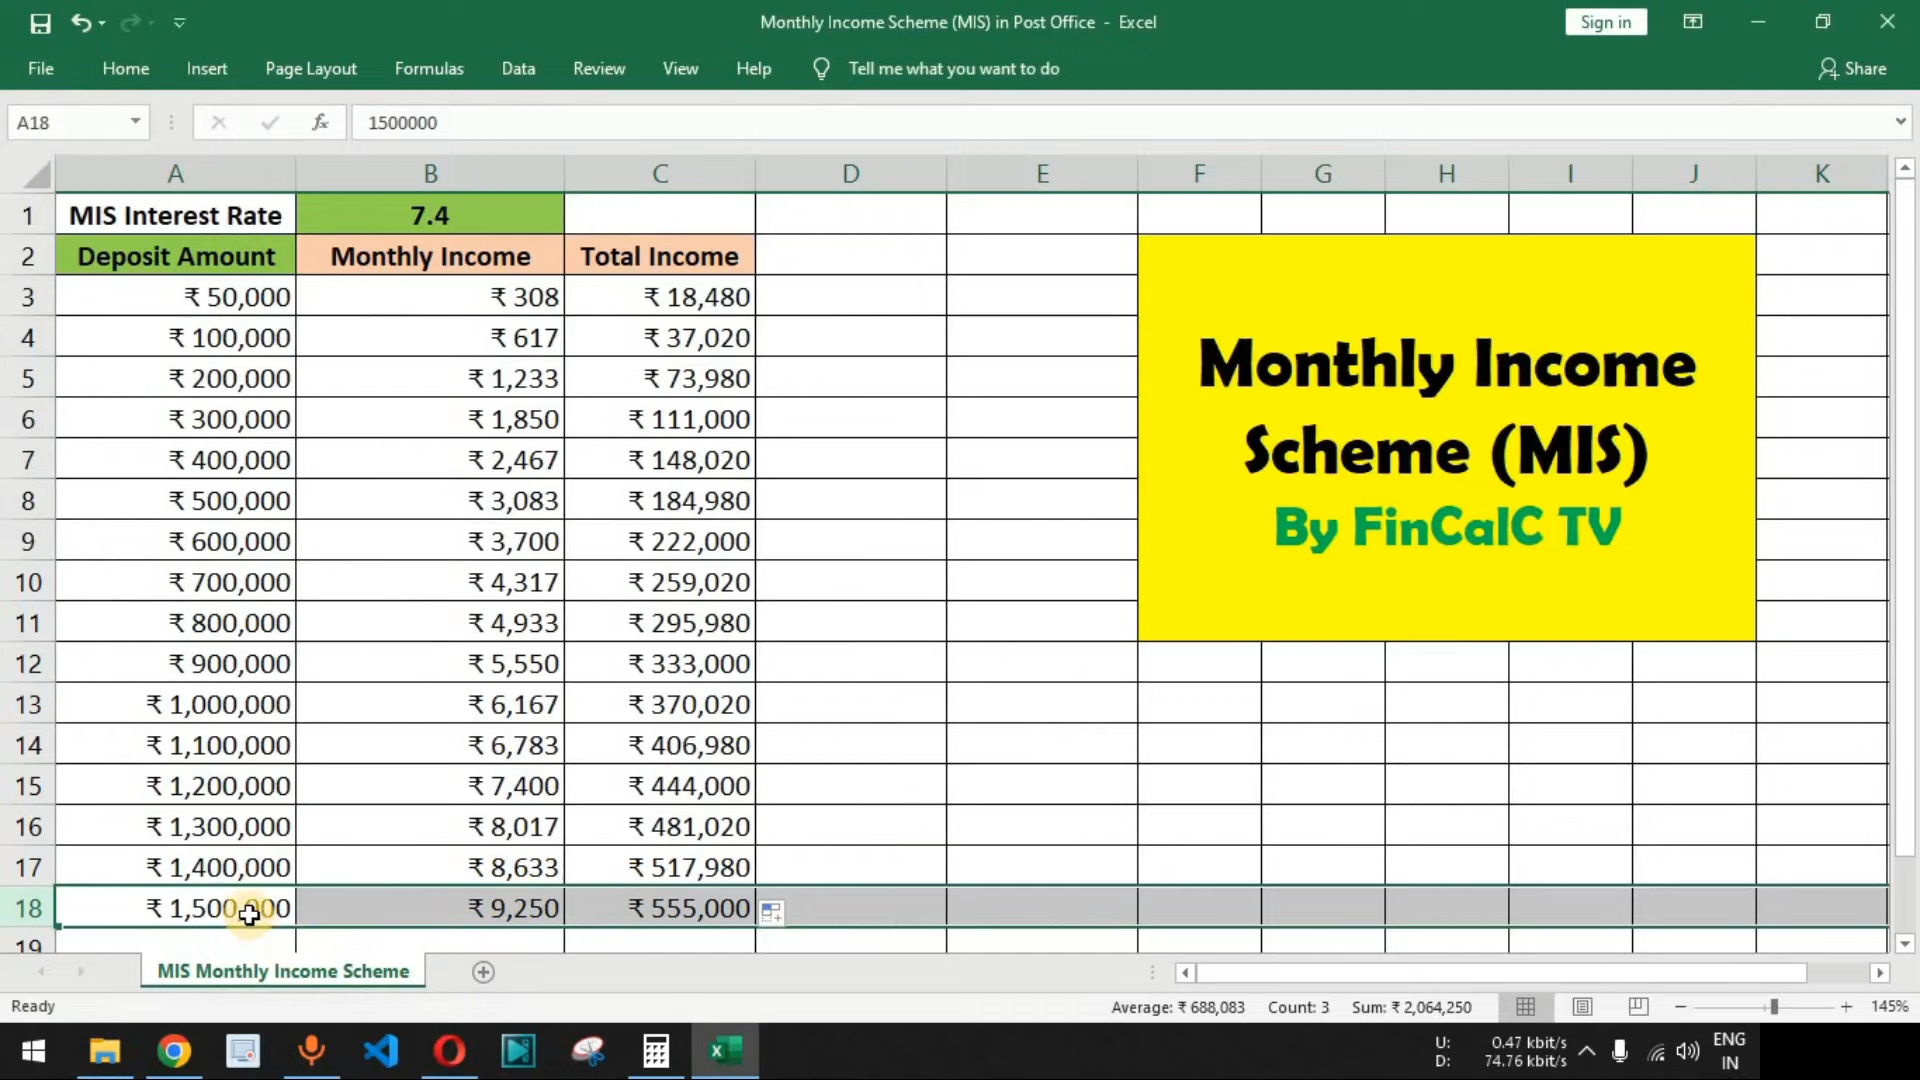 Monthly Income Scheme (MIS) in Post Office - Excel
Sign in
File Home Insert Page Layout Formulas Data Review View Help Tell me what you want to do Share
A18 fx 1500000
A B C D E F G H I J K
1 MIS Interest Rate 7.4
2 Deposit Amount Monthly Income Total Income
3 ₹ 50,000 ₹ 308 ₹ 18,480
4 ₹ 100,000 ₹ 617 ₹ 37,020
5 ₹ 200,000 ₹ 1,233 ₹ 73,980
6 ₹ 300,000 ₹ 1,850 ₹ 111,000
7 ₹ 400,000 ₹ 2,467 ₹ 148,020
8 ₹ 500,000 ₹ 3,083 ₹ 184,980
9 ₹ 600,000 ₹ 3,700 ₹ 222,000
10 ₹ 700,000 ₹ 4,317 ₹ 259,020
11 ₹ 800,000 ₹ 4,933 ₹ 295,980
12 ₹ 900,000 ₹ 5,550 ₹ 333,000
13 ₹ 1,000,000 ₹ 6,167 ₹ 370,020
14 ₹ 1,100,000 ₹ 6,783 ₹ 406,980
15 ₹ 1,200,000 ₹ 7,400 ₹ 444,000
16 ₹ 1,300,000 ₹ 8,017 ₹ 481,020
17 ₹ 1,400,000 ₹ 8,633 ₹ 517,980
18 ₹ 1,500,000 ₹ 9,250 ₹ 555,000
19
Monthly Income
Scheme (MIS)
By FinCalC TV
MIS Monthly Income Scheme
Ready Average: ₹ 688,083 Count: 3 Sum: ₹ 2,064,250 145%
U: 0.47 kbit/s
D: 74.76 kbit/s
ENG
IN